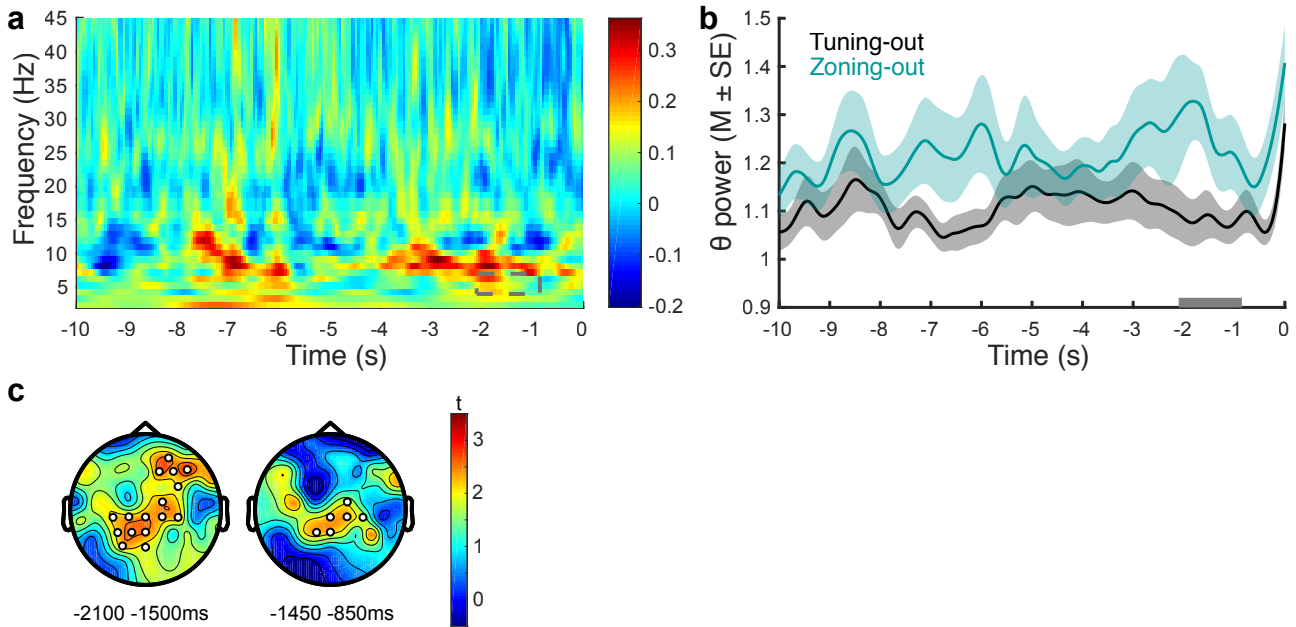 a
45
40
35
30
25
20
15
10
5
Frequency (Hz)
-10 -9 -8 -7 -6 -5 -4 -3 -2 -1 0
Time (s)
0.3
0.2
0.1
0
-0.1
-0.2
b
1.5
1.4
1.3
1.2
1.1
1
0.9
θ power (M ± SE)
Tuning-out
Zoning-out
-10 -9 -8 -7 -6 -5 -4 -3 -2 -1 0
Time (s)
c
t
3
2
1
0
-2100 -1500ms
-1450 -850ms